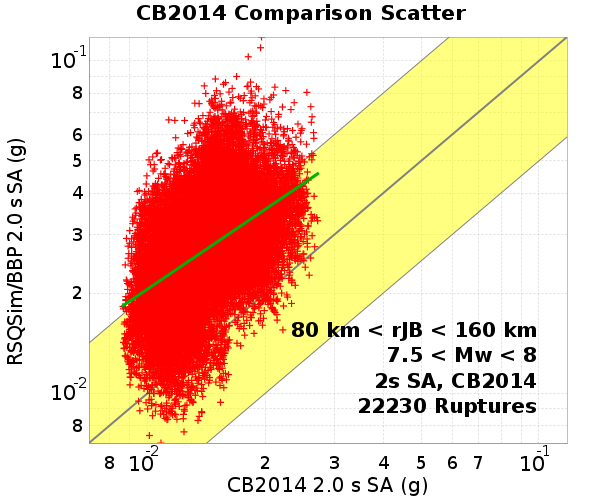 CB2014 Comparison Scatter
RSQSim/BBP 2.0 s SA (g)
10-1
8
6
5
4
3
2
10-2
8
80 km < rJB < 160 km
7.5 < Mw < 8
2s SA, CB2014
22230 Ruptures
8 10-2 2 3 4 5 6 7 10-1
CB2014 2.0 s SA (g)